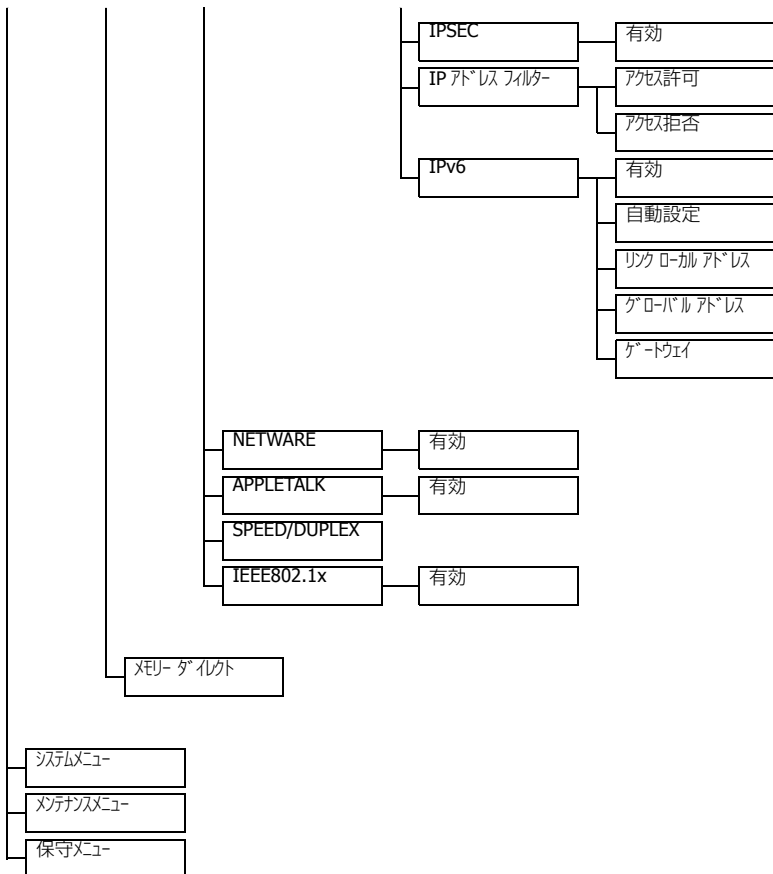 IPSEC 有効
IP ｱﾄﾞﾚｽ ﾌｨﾙﾀｰ ｱｸｾｽ許可
ｱｸｾｽ拒否
IPv6 有効
自動設定
ﾘﾝｸ ﾛｰｶﾙ ｱﾄﾞﾚｽ
ｸﾞﾛｰﾊﾞﾙ ｱﾄﾞﾚｽ
ｹﾞｰﾄｳｪｲ
NETWARE 有効
APPLETALK 有効
SPEED/DUPLEX
IEEE802.1x 有効
ﾒﾓﾘｰ ﾀﾞｲﾚｸﾄ
ｼｽﾃﾑﾒﾆｭｰ
ﾒﾝﾃﾅﾝｽﾒﾆｭｰ
保守ﾒﾆｭｰ